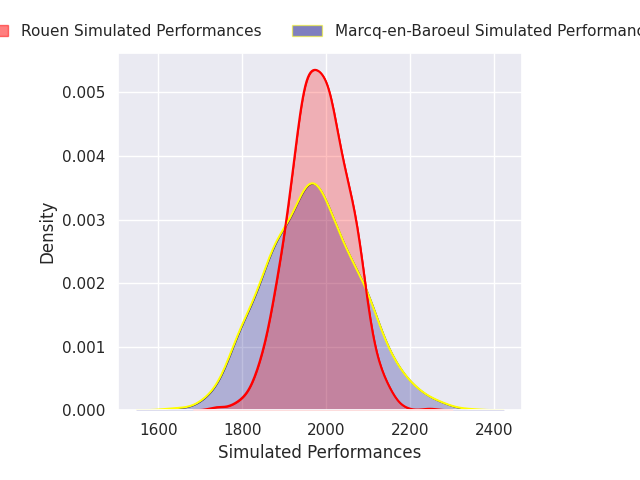 Rouen Simulated Performances
Marcq-en-Baroeul Simulated
0.005
0.004
0.003
0.002
0.001
0.000
Density
1600
1800
2000
2200
2400
Simulated Performances